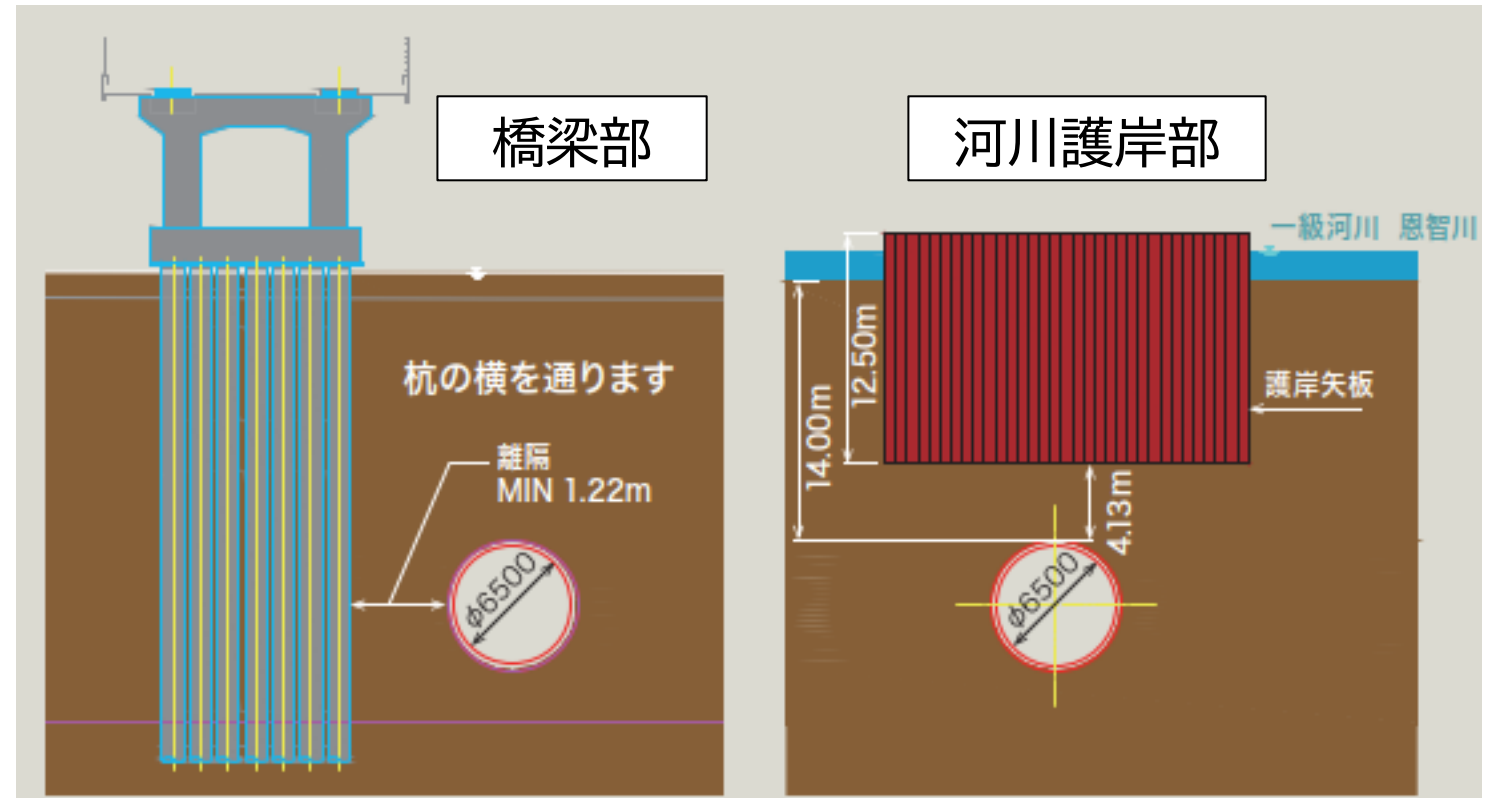 橋梁部
杭の横を通ります
離隔
MIN 1.22m
φ6500
河川護岸部
一級河川 恩智川
12.50m
14.00m
護岸矢板
4.13m
φ6500